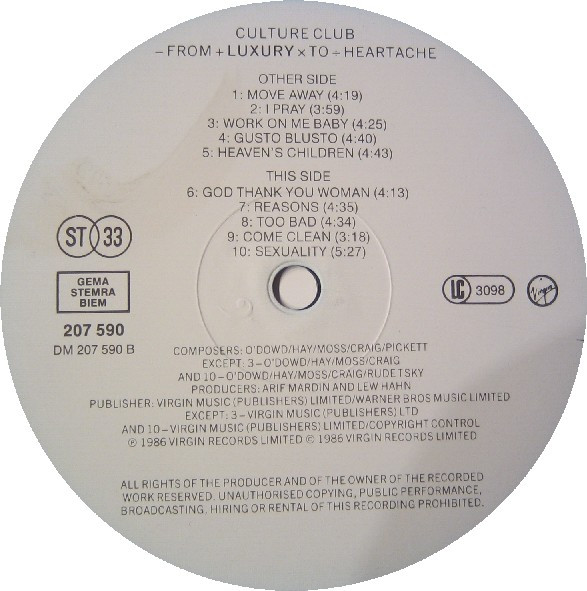 CULTURE CLUB
– FROM + LUXURY × TO ÷ HEARTACHE
OTHER SIDE
1: MOVE AWAY (4:19)
2: I PRAY (3:59)
3: WORK ON ME BABY (4:25)
4: GUSTO BLUSTO (4:40)
5: HEAVEN'S CHILDREN (4:43)
THIS SIDE
6: GOD THANK YOU WOMAN (4:13)
7: REASONS (4:35)
8: TOO BAD (4:34)
9: COME CLEAN (3:18)
10: SEXUALITY (5:27)
ST 33
GEMA
STEMRA
BIEM
207 590
DM 207 590 B
LC 3098
Virgin
COMPOSERS: O'DOWD/HAY/MOSS/CRAIG/PICKETT
EXCEPT: 3–O'DOWD/HAY/MOSS/CRAIG
AND 10–O'DOWD/HAY/MOSS/CRAIG/RUDETSKY
PRODUCERS: ARIF MARDIN AND LEW HAHN
PUBLISHER: VIRGIN MUSIC (PUBLISHERS) LIMITED/WARNER BROS MUSIC LIMITED
EXCEPT: 3–VIRGIN MUSIC (PUBLISHERS) LTD
AND 10–VIRGIN MUSIC (PUBLISHERS) LIMITED/COPYRIGHT CONTROL
℗ 1986 VIRGIN RECORDS LIMITED © 1986 VIRGIN RECORDS LIMITED
ALL RIGHTS OF THE PRODUCER AND OF THE OWNER OF THE RECORDED
WORK RESERVED. UNAUTHORISED COPYING, PUBLIC PERFORMANCE,
BROADCASTING. HIRING OR RENTAL OF THIS RECORDING PROHIBITED.